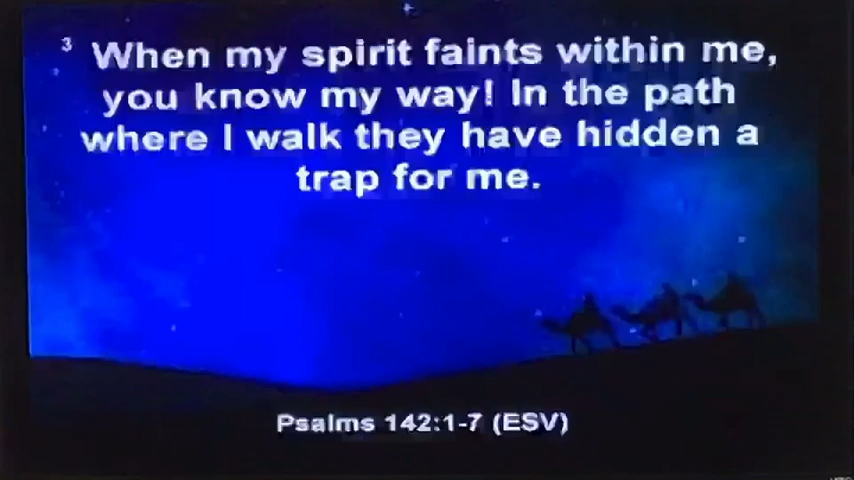 3 When my spirit faints within me,
you know my way! In the path
where I walk they have hidden a
trap for me.
Psalms 142:1-7 (ESV)